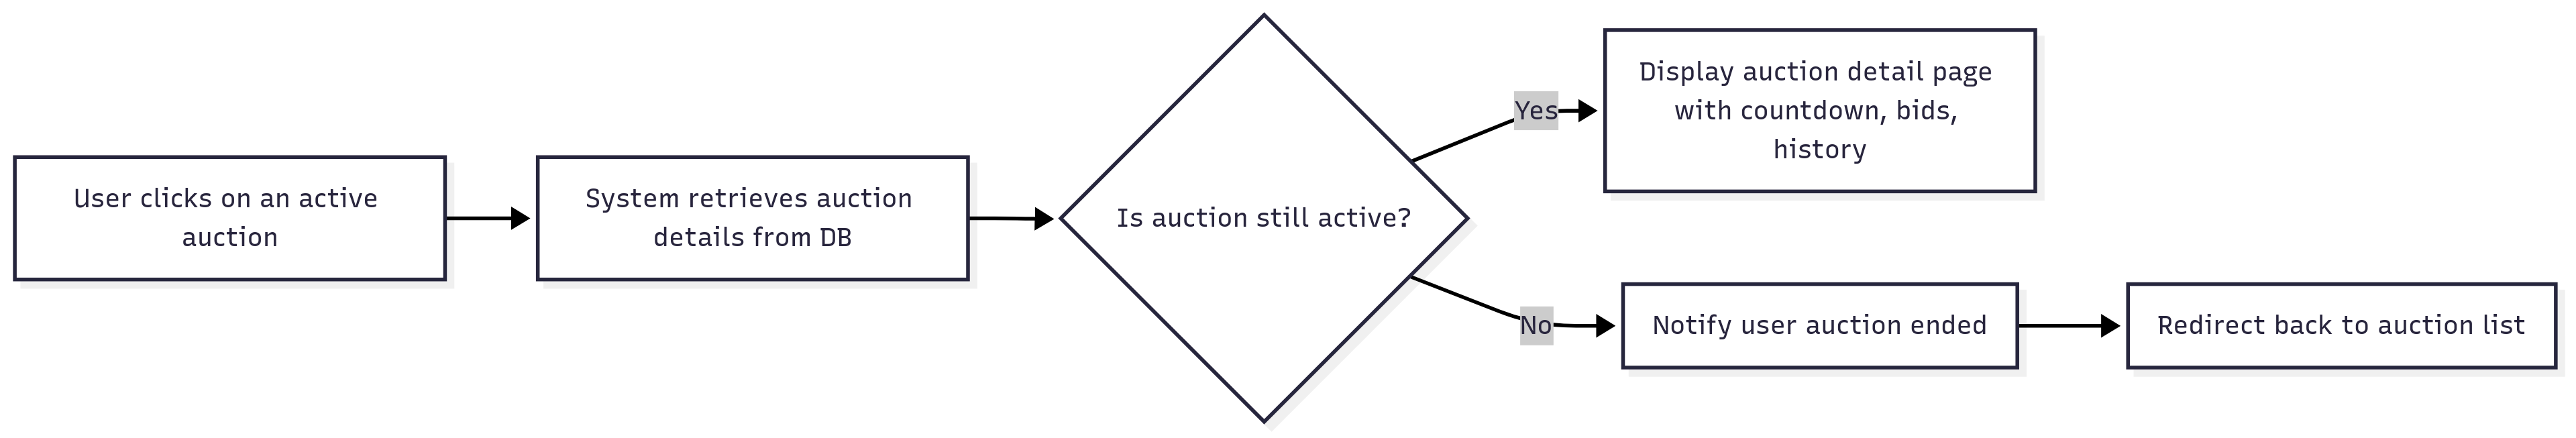 User clicks on an active
auction
System retrieves auction
details from DB
Is auction still active?
Yes
Display auction detail page
with countdown, bids,
history
No
Notify user auction ended
Redirect back to auction list